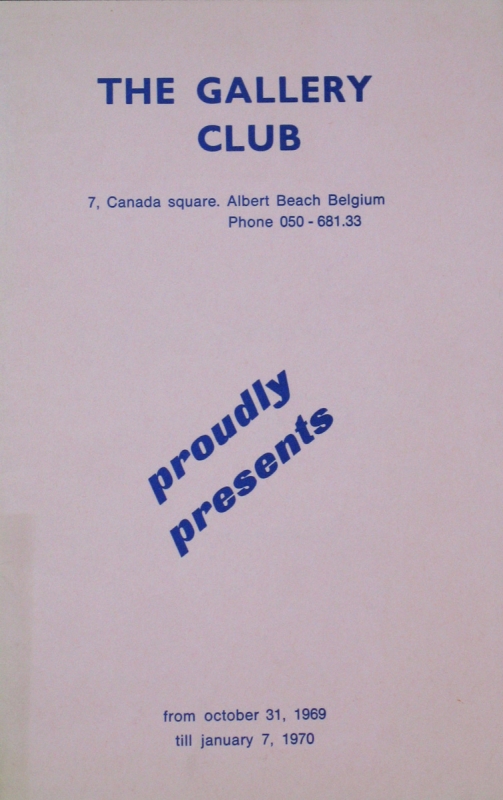 THE GALLERY
CLUB
7, Canada square. Albert Beach Belgium
Phone 050 - 681.33
proudly
presents
from october 31, 1969
till january 7, 1970